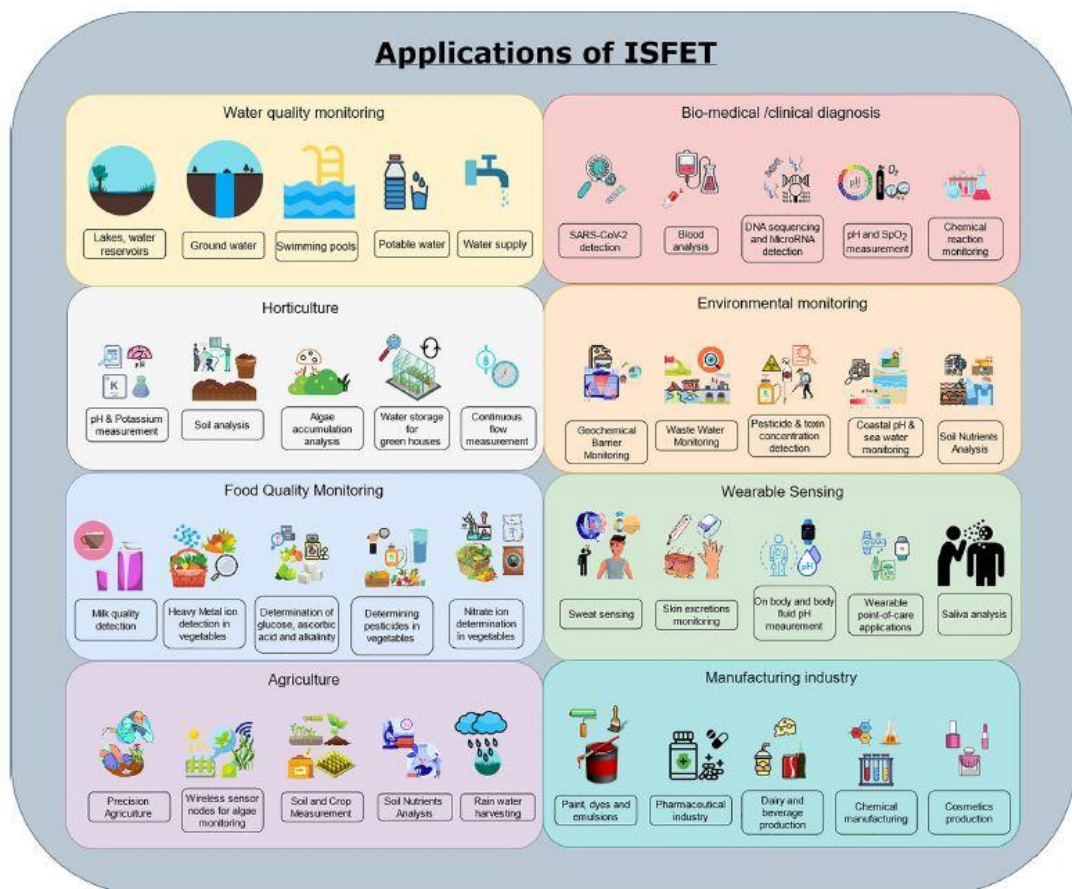 Applications of ISFET
Water quality monitoring
Lakes, water
reservoirs
Ground water
Swimming pools
Potable water
Water supply
Bio-medical /clinical diagnosis
SARS-CoV-2
detection
Blood
analysis
DNA sequencing
and MicroRNA
detection
pH
O2
pH and SpO2
measurement
Chemical
reaction
monitoring
Horticulture
pH
K
pH & Potassium
measurement
Soil analysis
Algae
accumulation
analysis
Water storage
for
green houses
Continuous
flow
measurement
Environmental monitoring
Geochemical
Barrier
Monitoring
Waste Water
Monitoring
Pesticide & toxin
concentration
detection
Coastal pH &
sea water
monitoring
Soil Nutrients
Analysis
Food Quality Monitoring
Milk quality
detection
Heavy Metal ion
detection in
vegetables
Determination of
glucose, ascorbic
acid and alkalinity
Determining
pesticides in
vegetables
Nitrate ion
determination
in vegetables
Wearable Sensing
Sweat sensing
Skin excretions
monitoring
pH
On body and body
fluid pH
meaurement
Wearable
point-of-care
applications
Saliva analysis
Agriculture
Precision
Agriculture
Wireless sensor
nodes for algae
monitoring
Soil and Crop
Measurement
Soil Nutrients
Analysis
Rain water
harvesting
Manufacturing industry
Paint, dyes and
emulsions
Pharmaceutical
industry
Dairy and
beverage
production
Chemical
manufacturing
Cosmetics
production